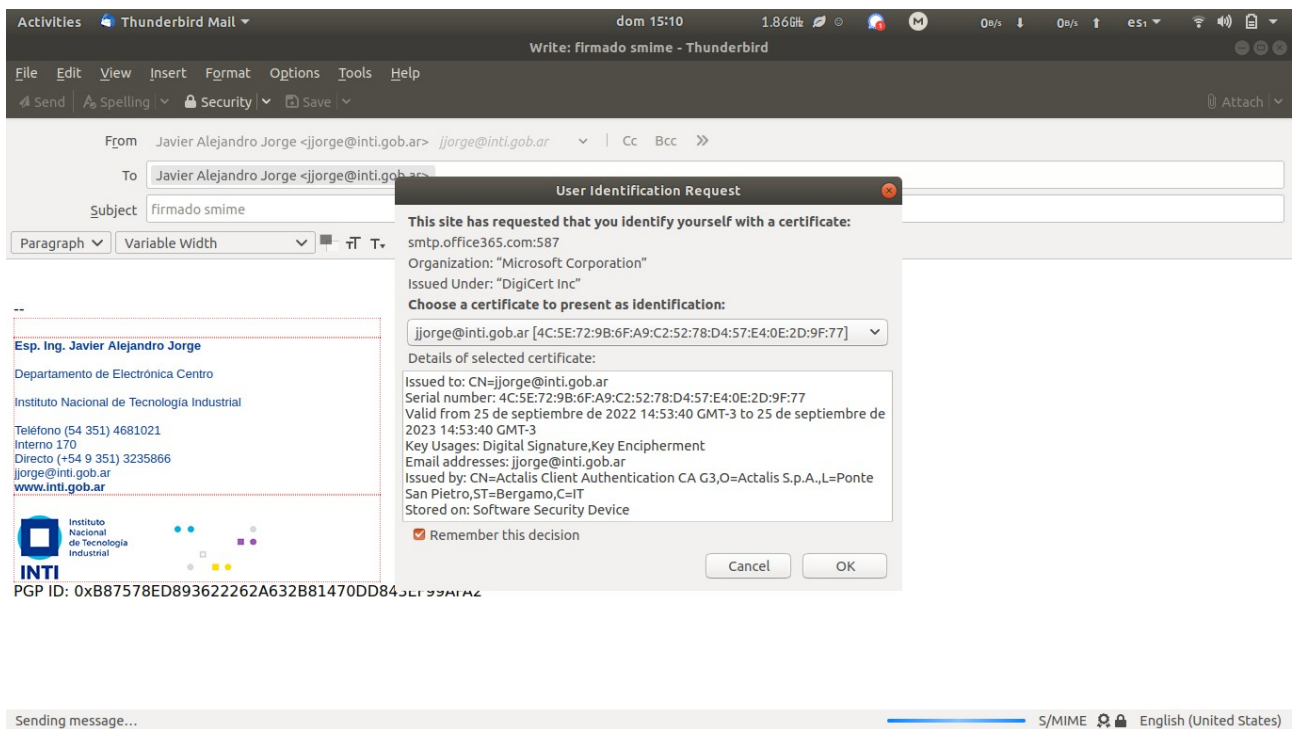 Activities Thunderbird Mail dom 15:10 1.86GHz M 0B/s 0B/s es₁
Write: firmado smime - Thunderbird
File Edit View Insert Format Options Tools Help
Send Spelling Security Save Attach
From Javier Alejandro Jorge <jjorge@inti.gob.ar> jjorge@inti.gob.ar Cc Bcc
To Javier Alejandro Jorge <jjorge@inti.gob.ar>
Subject firmado smime
Paragraph Variable Width
User Identification Request
This site has requested that you identify yourself with a certificate:
smtp.office365.com:587
Organization: “Microsoft Corporation”
Issued Under: “DigiCert Inc”
Choose a certificate to present as identification:
jjorge@inti.gob.ar [4C:5E:72:9B:6F:A9:C2:52:78:D4:57:E4:0E:2D:9F:77]
Details of selected certificate:
Issued to: CN=jjorge@inti.gob.ar
Serial number: 4C:5E:72:9B:6F:A9:C2:52:78:D4:57:E4:0E:2D:9F:77
Valid from 25 de septiembre de 2022 14:53:40 GMT-3 to 25 de septiembre de
2023 14:53:40 GMT-3
Key Usages: Digital Signature,Key Encipherment
Email addresses: jjorge@inti.gob.ar
Issued by: CN=Actalis Client Authentication CA G3,O=Actalis S.p.A.,L=Ponte
San Pietro,ST=Bergamo,C=IT
Stored on: Software Security Device
Remember this decision
Cancel OK
--
Esp. Ing. Javier Alejandro Jorge
Departamento de Electrónica Centro
Instituto Nacional de Tecnología Industrial
Teléfono (54 351) 4681021
Interno 170
Directo (+54 9 351) 3235866
jjorge@inti.gob.ar
www.inti.gob.ar
Instituto
Nacional
de Tecnología
Industrial
INTI
PGP ID: 0xB87578ED893622262A632B81470DD843EF99AFA2
Sending message... S/MIME English (United States)